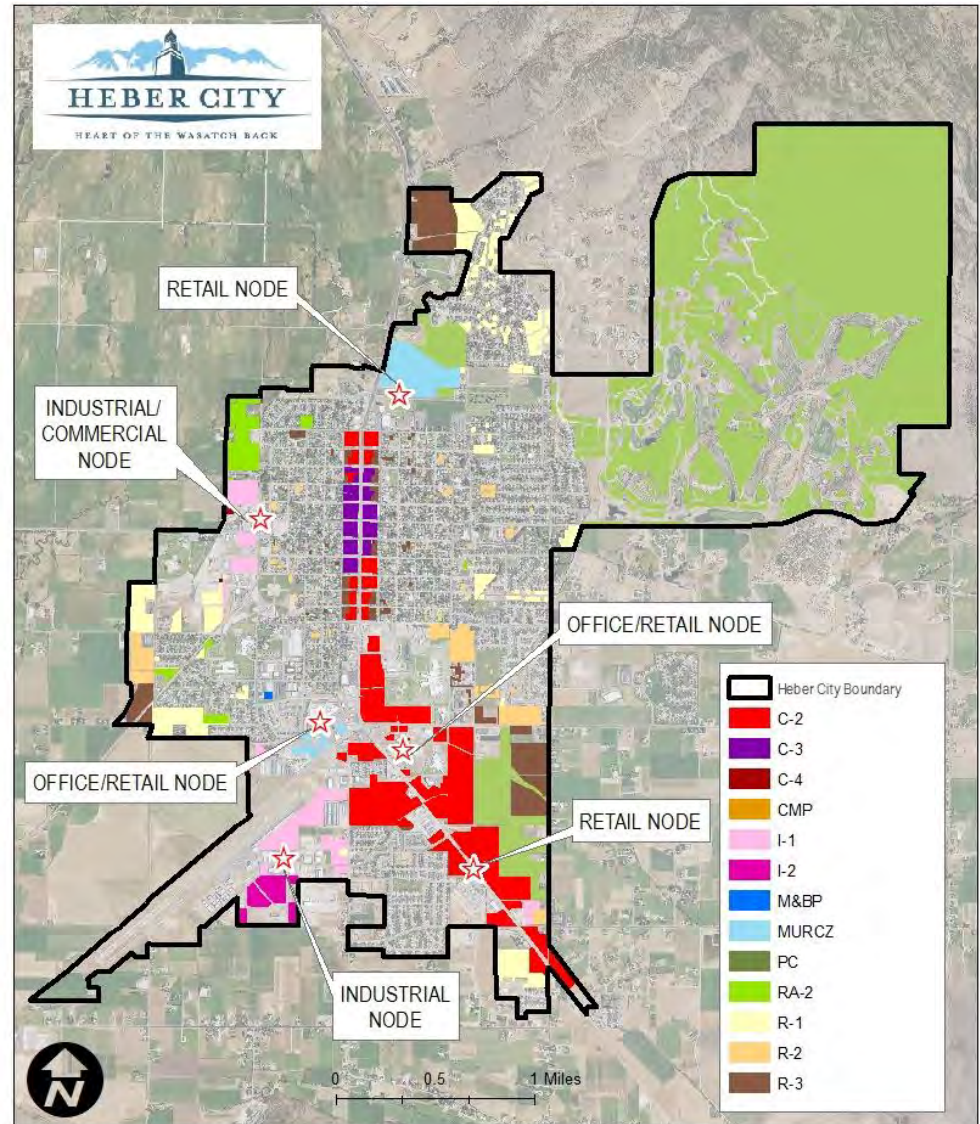 HEBER CITY
HEART OF THE WASATCH BACK
RETAIL NODE
INDUSTRIAL/
COMMERCIAL
NODE
OFFICE/RETAIL NODE
OFFICE/RETAIL NODE
RETAIL NODE
INDUSTRIAL
NODE
Heber City Boundary
C-2
C-3
C-4
CMP
I-1
I-2
M&BP
MURCZ
PC
RA-2
R-1
R-2
R-3
N
0 0.5 1 Miles